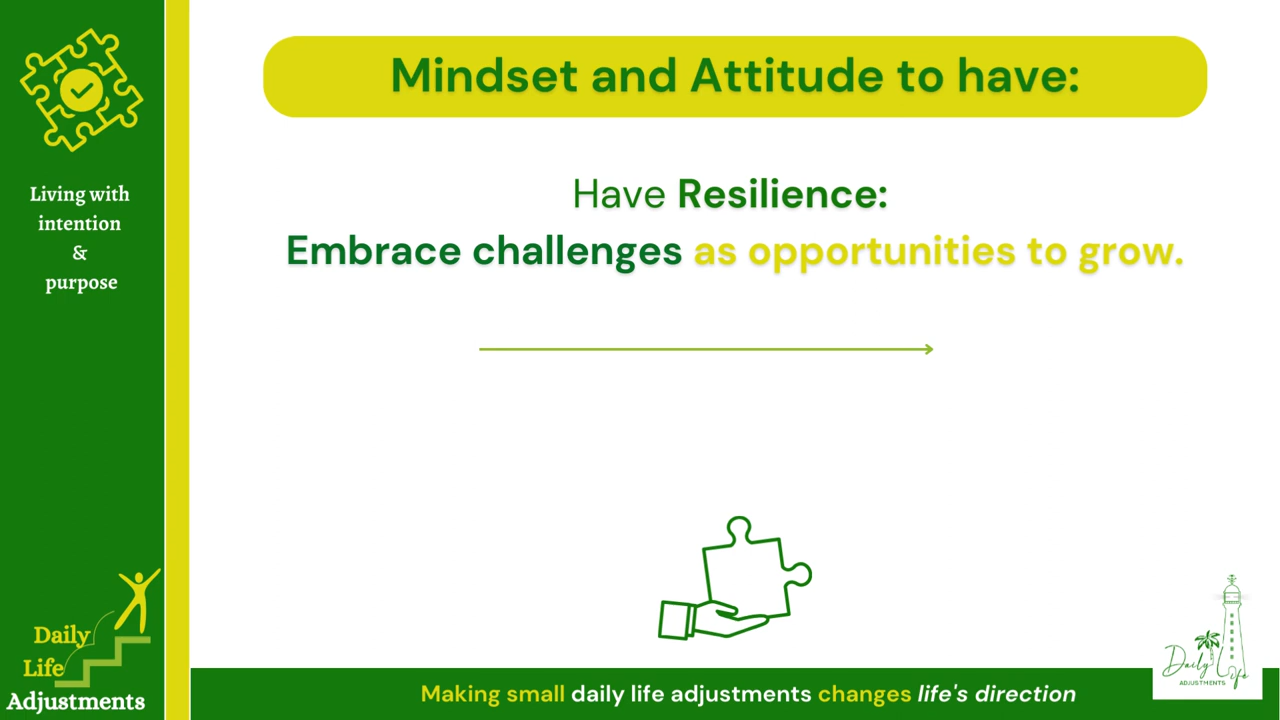 Mindset and Attitude to have:
Living with
intention
&
purpose
Have Resilience:
Embrace challenges as opportunities to grow.
Daily
Life
Adjustments
Making small daily life adjustments changes life's direction
Daily Life
ADJUSTMENTS